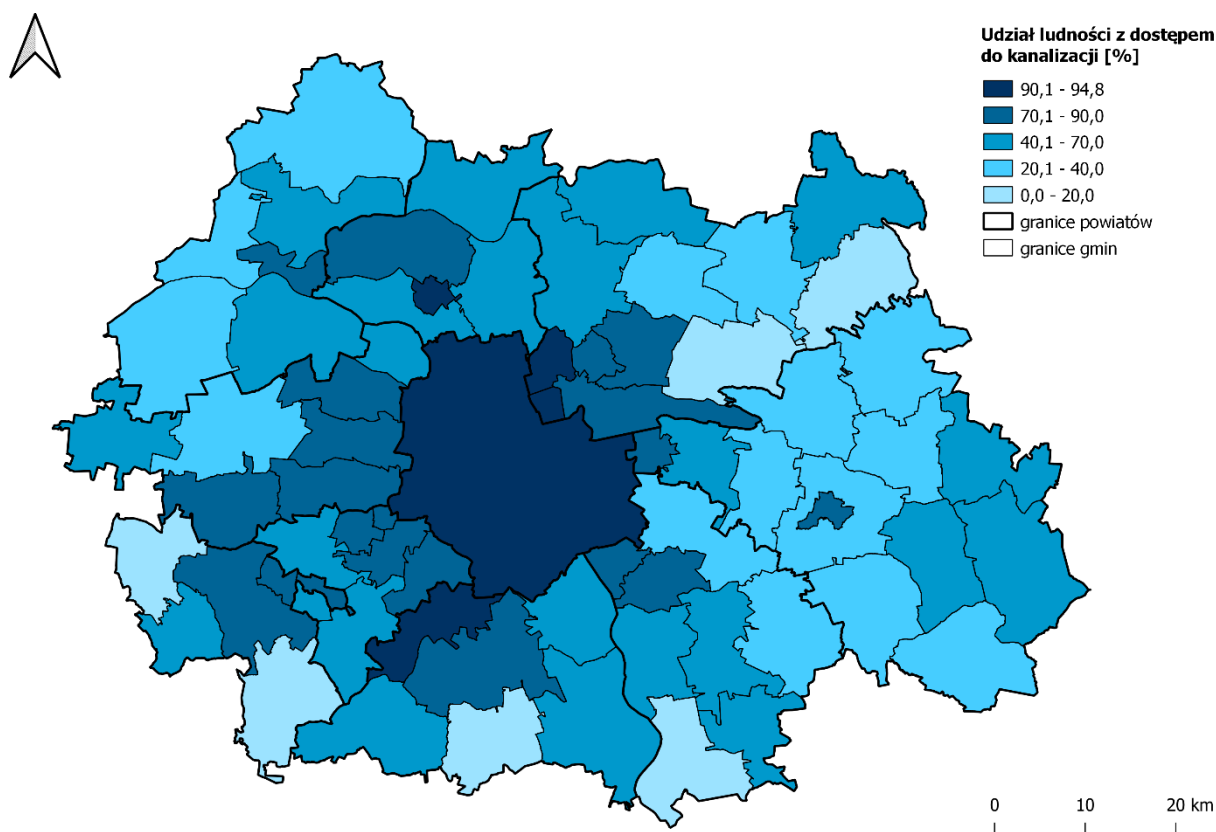 Udział ludności z dostępem
do kanalizacji [%]
90,1 - 94,8
70,1 - 90,0
40,1 - 70,0
20,1 - 40,0
0,0 - 20,0
granice powiatów
granice gmin
0 10 20 km